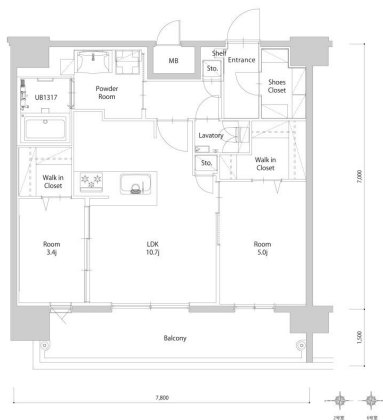 Shelf
Entrance
MB
Sto.
Powder
Room
Shoes
Closet
UB1317
Lavatory
Walk in
Closet
Sto.
Walk in
Closet
Room
3.4j
LDK
10.7j
Room
5.0j
Balcony
7,000
1,500
7,800